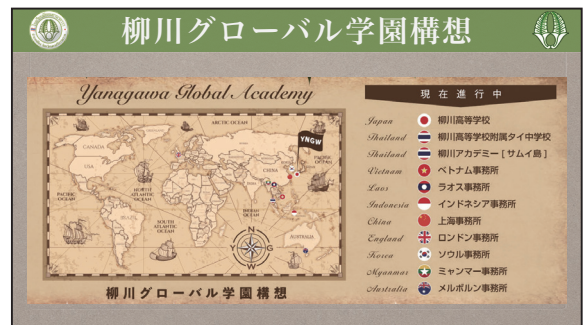 柳川グローバル学園構想
Yanagawa Global Academy
ARCTIC OCEAN
YNGW
CANADA
USA
CHINA
PACIFIC OCEAN
PACIFIC OCEAN
NORTH ATLANTIC OCEAN
BRAZIL
SOUTH ATLANTIC OCEAN
INDIAN OCEAN
AUSTRALIA
N
Y
G
W
柳川グローバル学園構想
現在進行中
Japan 柳川高等学校
Thailand 柳川高等学校附属タイ中学校
Thailand 柳川アカデミー [ サムイ島 ]
Vietnam ベトナム事務所
Laos ラオス事務所
Indonesia インドネシア事務所
China 上海事務所
England ロンドン事務所
Korea ソウル事務所
Myanmar ミャンマー事務所
Australia メルボルン事務所